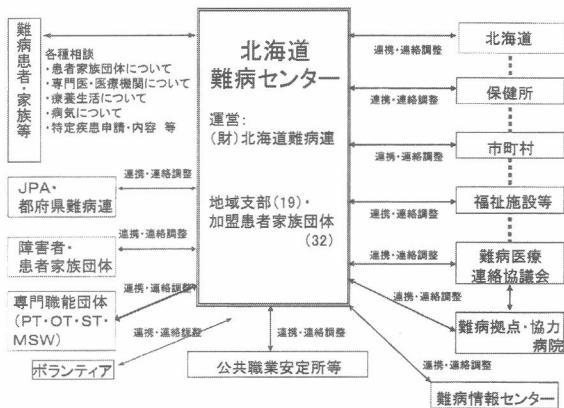 難病患者・家族等
各種相談
・患者家族団体について
・専門医・医療機関について
・療養生活について
・病気について
・特定疾患申請・内容 等
JPA・
都府県難病連
連携・連絡調整
障害者・
患者家族団体
連携・連絡調整
専門職能団体
(PT・OT・ST・
MSW)
連携・連絡調整
ボランティア
連携・連絡調整
北海道
難病センター
運営:
(財)北海道難病連
地域支部(19)・
加盟患者家族団体
(32)
連携・連絡調整
公共職業安定所等
連携・連絡調整
北海道
連携・連絡調整
保健所
連携・連絡調整
市町村
連携・連絡調整
福祉施設等
連携・連絡調整
難病医療
連絡協議会
連携・連絡調整
難病拠点・協力
病院
連携・連絡調整
難病情報センター